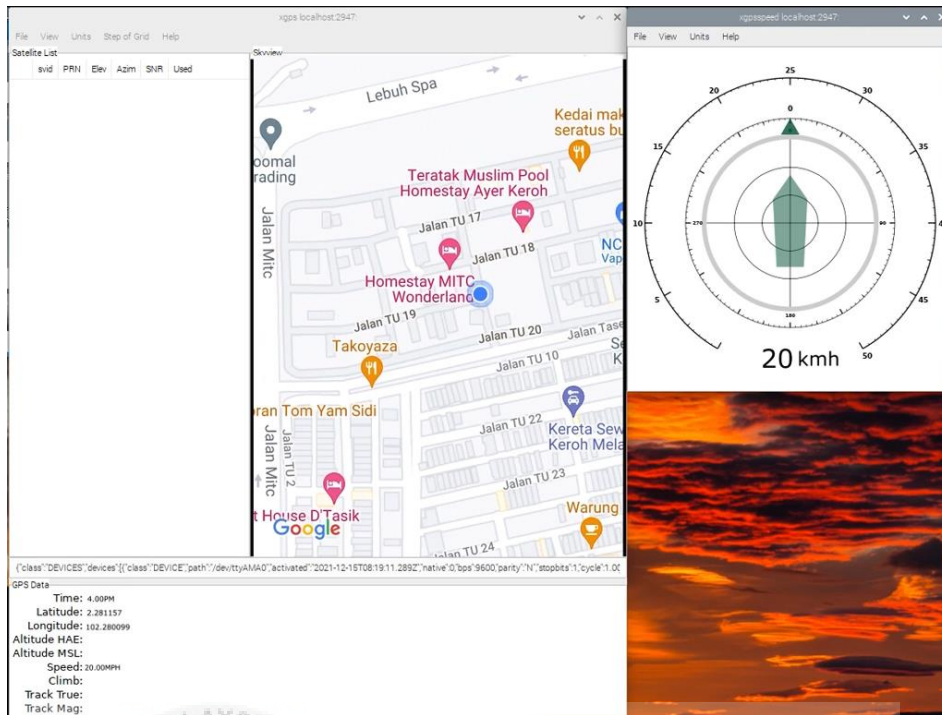 xgps localhost:2947:
File View Units Step of Grid Help
Satellite List
svid PRN Elev Azim SNR Used
Skyview
Lebuh Spa
Kedai mak
seratus bu
oomal
rading
Teratak Muslim Pool
Homestay Ayer Keroh
Jalan Mitc
Jalan TU 17
NC
Vap
Jalan TU 18
Homestay MITC
Wonderland
Jalan TU 19
Takoyaza
Jalan TU 20
Jalan Tase
Se
K
Jalan TU 10
oran Tom Yam Sidi
Jalan TU 22
Kereta Sew
Keroh Mela
Jalan Mitc
Jalan TU 2
Jalan TU 23
t House D'Tasik
Google
Warung
Jalan TU 24
{"class":"DEVICES","devices":[{"class":"DEVICE","path":"/dev/ttyAMA0","activated":"2021-12-15T08:19:11.289Z","native":0,"bps":9600,"parity":"N","stopbits":1,"cycle":1.00
GPS Data
Time: 4.00PM
Latitude: 2.281157
Longitude: 102.280099
Altitude HAE:
Altitude MSL:
Speed: 20.00MPH
Climb:
Track True:
Track Mag:
xgpsspeed localhost:2947:
File View Units Help
25
20 30
0
15 35
10 270 90 4
5 45
180
50
20 kmh